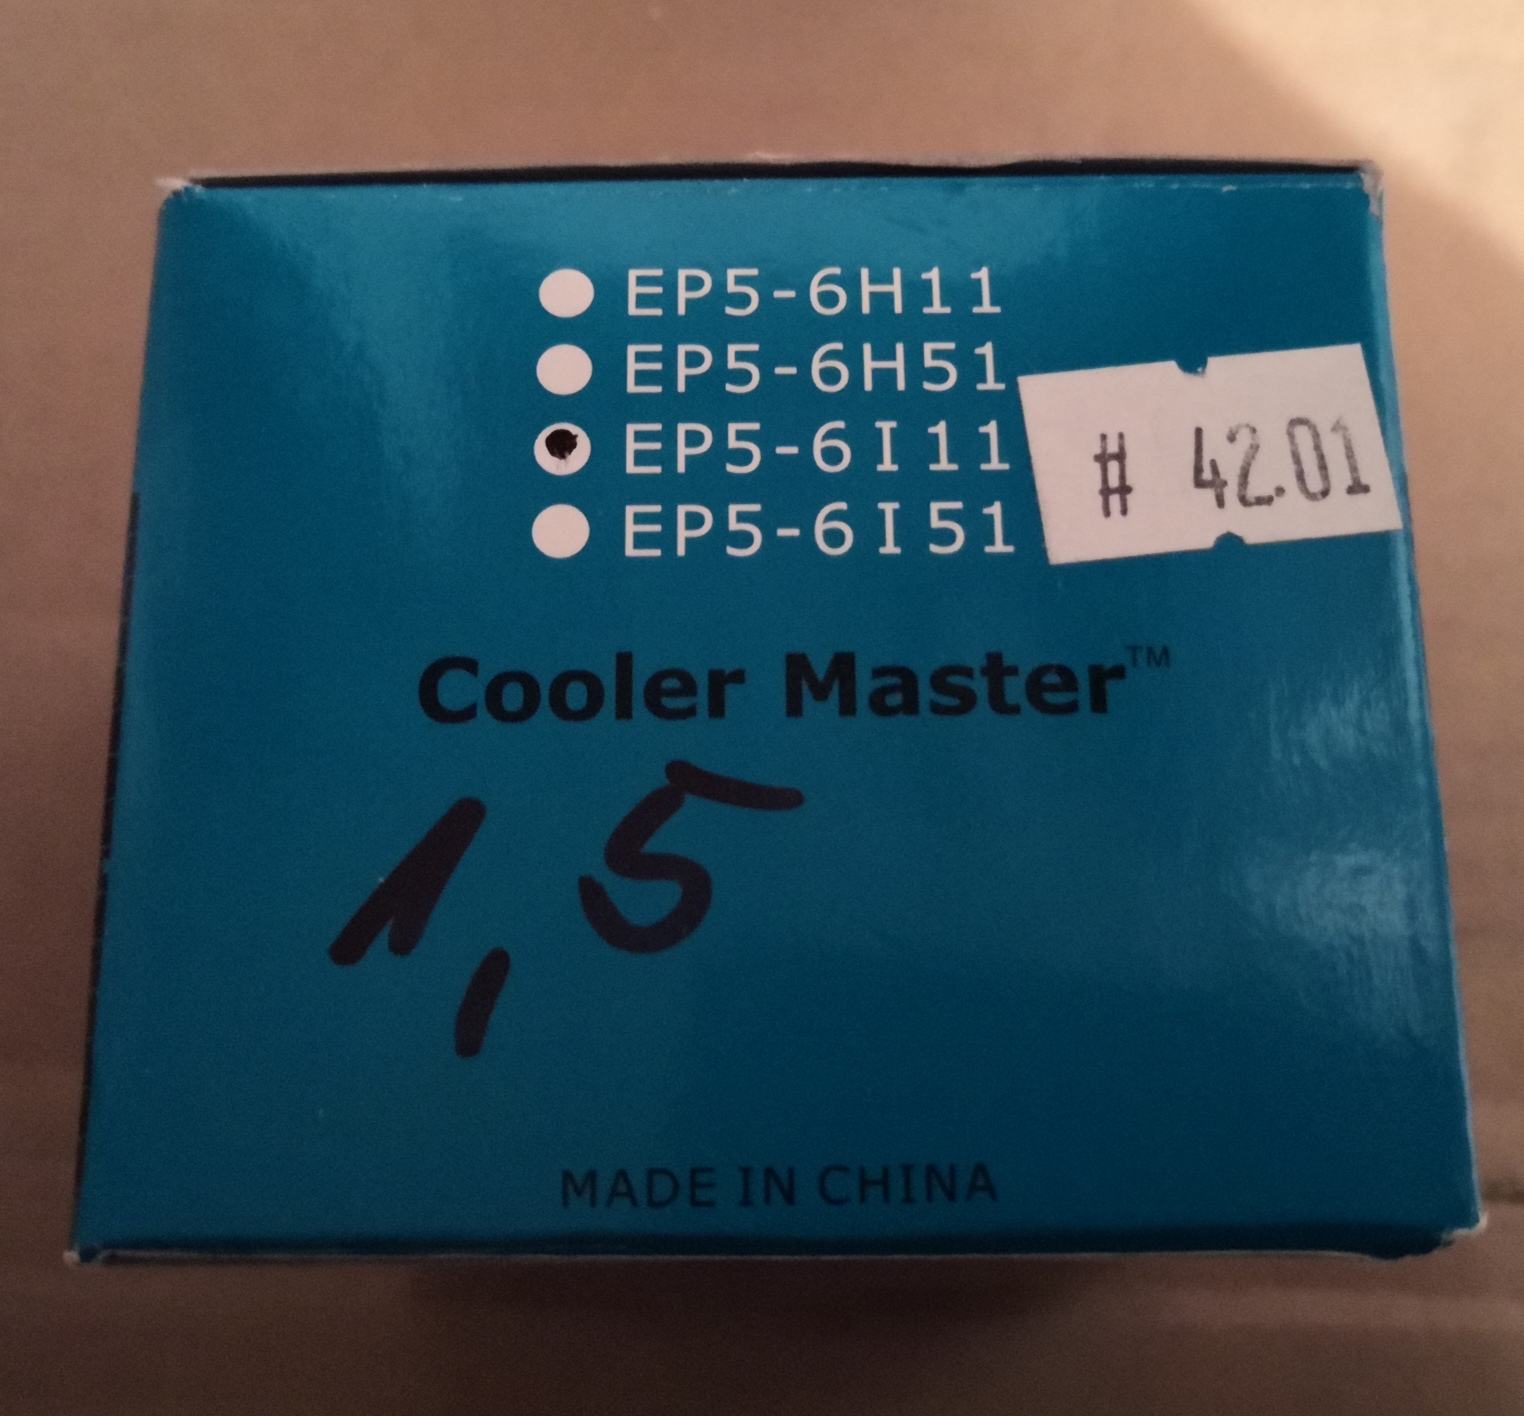 EP5-6H11
EP5-6H51
EP5-6I11
# 42.01
EP5-6I51
Cooler Master™
1,5
MADE IN CHINA